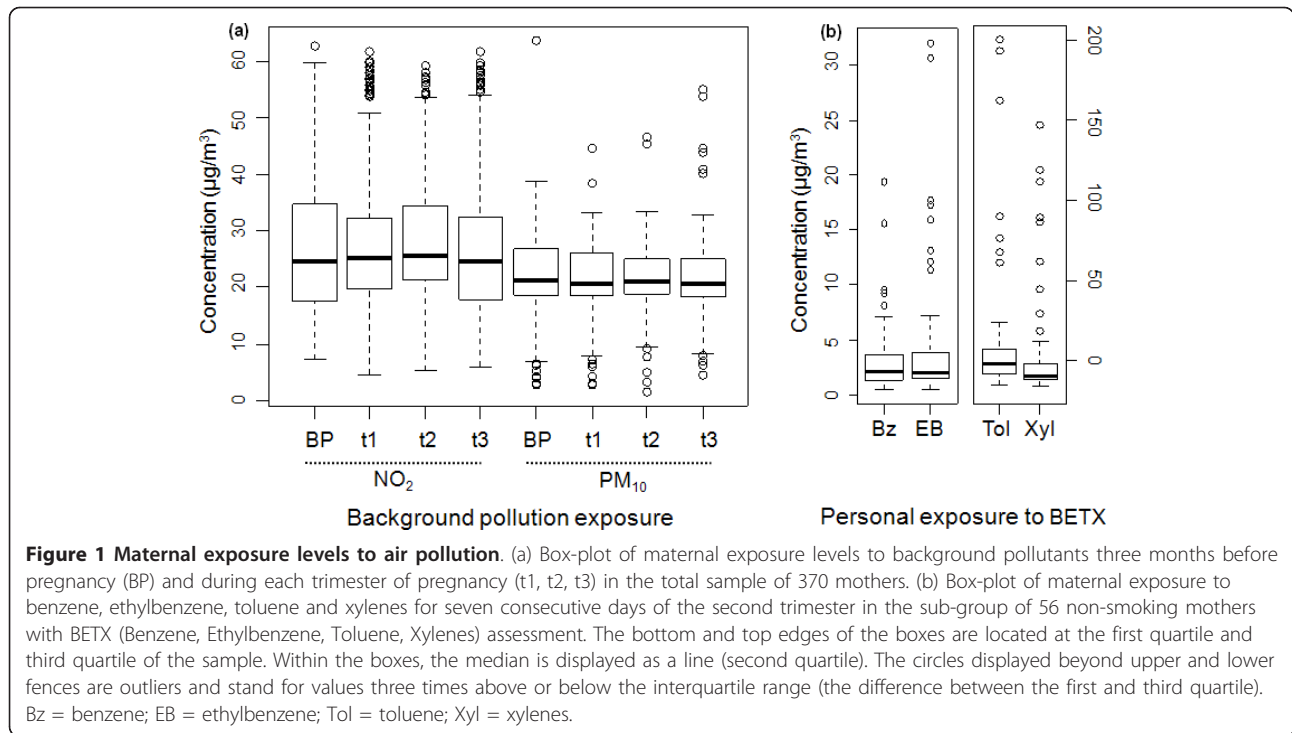 (a)
60
50
40
30
20
10
0
Concentration (µg/m³)
BP t1 t2 t3 BP t1 t2 t3
NO₂ PM₁₀
Background pollution exposure
(b)
30
25
20
15
10
5
0
Concentration (µg/m³)
200
150
100
50
0
Bz EB Tol Xyl
Personal exposure to BETX
Figure 1 Maternal exposure levels to air pollution. (a) Box-plot of maternal exposure levels to background pollutants three months before
pregnancy (BP) and during each trimester of pregnancy (t1, t2, t3) in the total sample of 370 mothers. (b) Box-plot of maternal exposure to
benzene, ethylbenzene, toluene and xylenes for seven consecutive days of the second trimester in the sub-group of 56 non-smoking mothers
with BETX (Benzene, Ethylbenzene, Toluene, Xylenes) assessment. The bottom and top edges of the boxes are located at the first quartile and
third quartile of the sample. Within the boxes, the median is displayed as a line (second quartile). The circles displayed beyond upper and lower
fences are outliers and stand for values three times above or below the interquartile range (the difference between the first and third quartile).
Bz = benzene; EB = ethylbenzene; Tol = toluene; Xyl = xylenes.